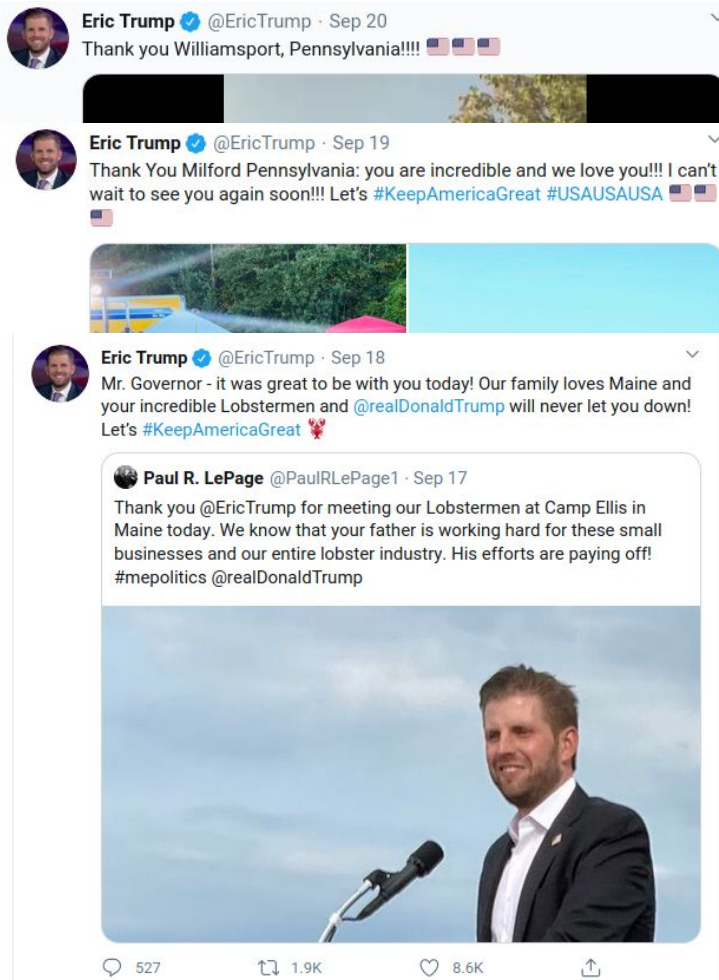 Eric Trump @EricTrump · Sep 20
Thank you Williamsport, Pennsylvania!!!! 🇺🇸🇺🇸🇺🇸
Eric Trump @EricTrump · Sep 19
Thank You Milford Pennsylvania: you are incredible and we love you!!! I can't
wait to see you again soon!!! Let's #KeepAmericaGreat #USAUSAUSA 🇺🇸🇺🇸
🇺🇸
Eric Trump @EricTrump · Sep 18
Mr. Governor - it was great to be with you today! Our family loves Maine and
your incredible Lobstermen and @realDonaldTrump will never let you down!
Let's #KeepAmericaGreat 🦞
Paul R. LePage @PaulRLePage1 · Sep 17
Thank you @EricTrump for meeting our Lobstermen at Camp Ellis in
Maine today. We know that your father is working hard for these small
businesses and our entire lobster industry. His efforts are paying off!
#mepolitics @realDonaldTrump
527 1.9K 8.6K